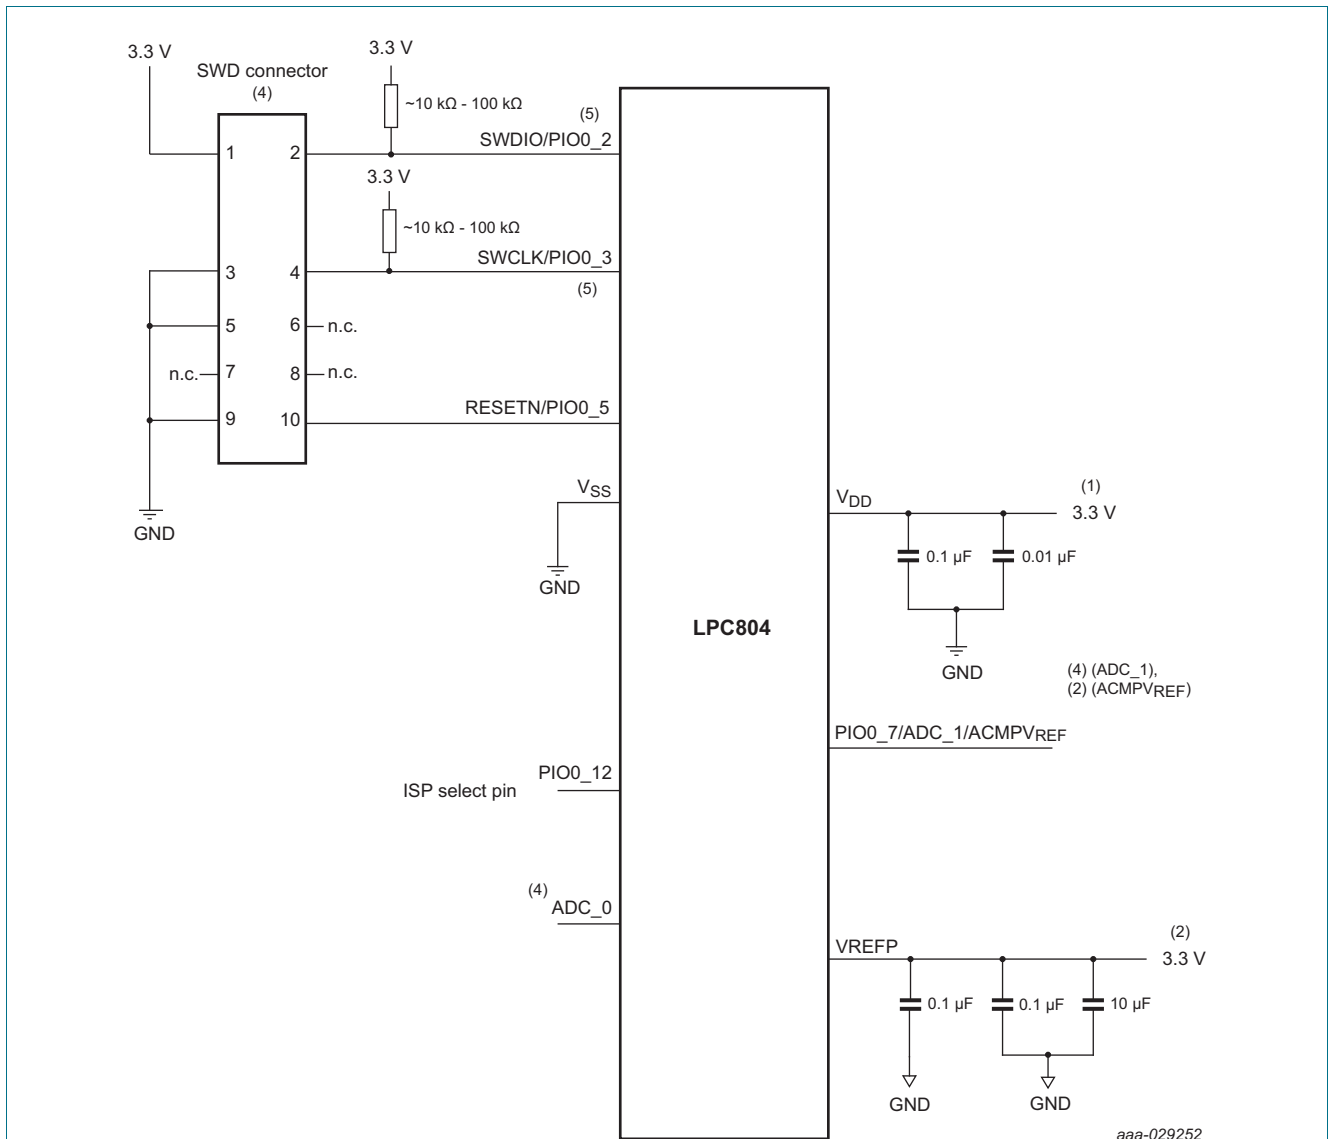 3.3 V
SWD connector
(4)
3.3 V
~10 kΩ - 100 kΩ
(5)
SWDIO/PIO0_2
1
2
3.3 V
~10 kΩ - 100 kΩ
SWCLK/PIO0_3
(5)
3
4
5
6
n.c.
n.c.
7
8
n.c.
9
10
RESETN/PIO0_5
GND
VSS
GND
LPC804
VDD
(1)
3.3 V
0.1 µF
0.01 µF
GND
(4) (ADC_1),
(2) (ACMPVREF)
PIO0_7/ADC_1/ACMPVREF
ISP select pin
PIO0_12
(4)
ADC_0
VREFP
(2)
3.3 V
0.1 µF
0.1 µF
10 µF
GND
GND
aaa-029252